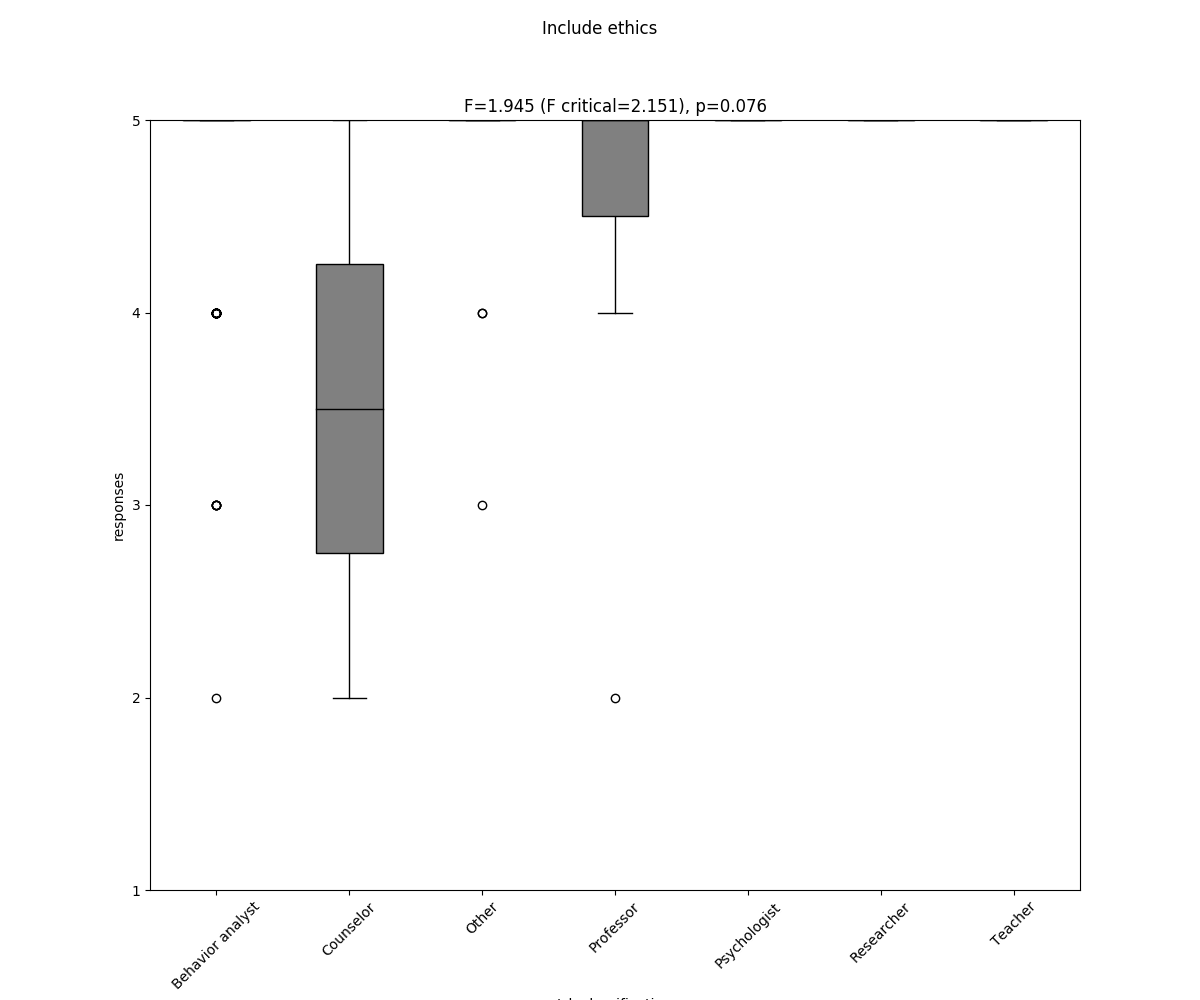 Include ethics
F=1.945 (F critical=2.151), p=0.076
5
4
3
2
1
responses
Behavior analyst
Counselor
Other
Professor
Psychologist
Researcher
Teacher